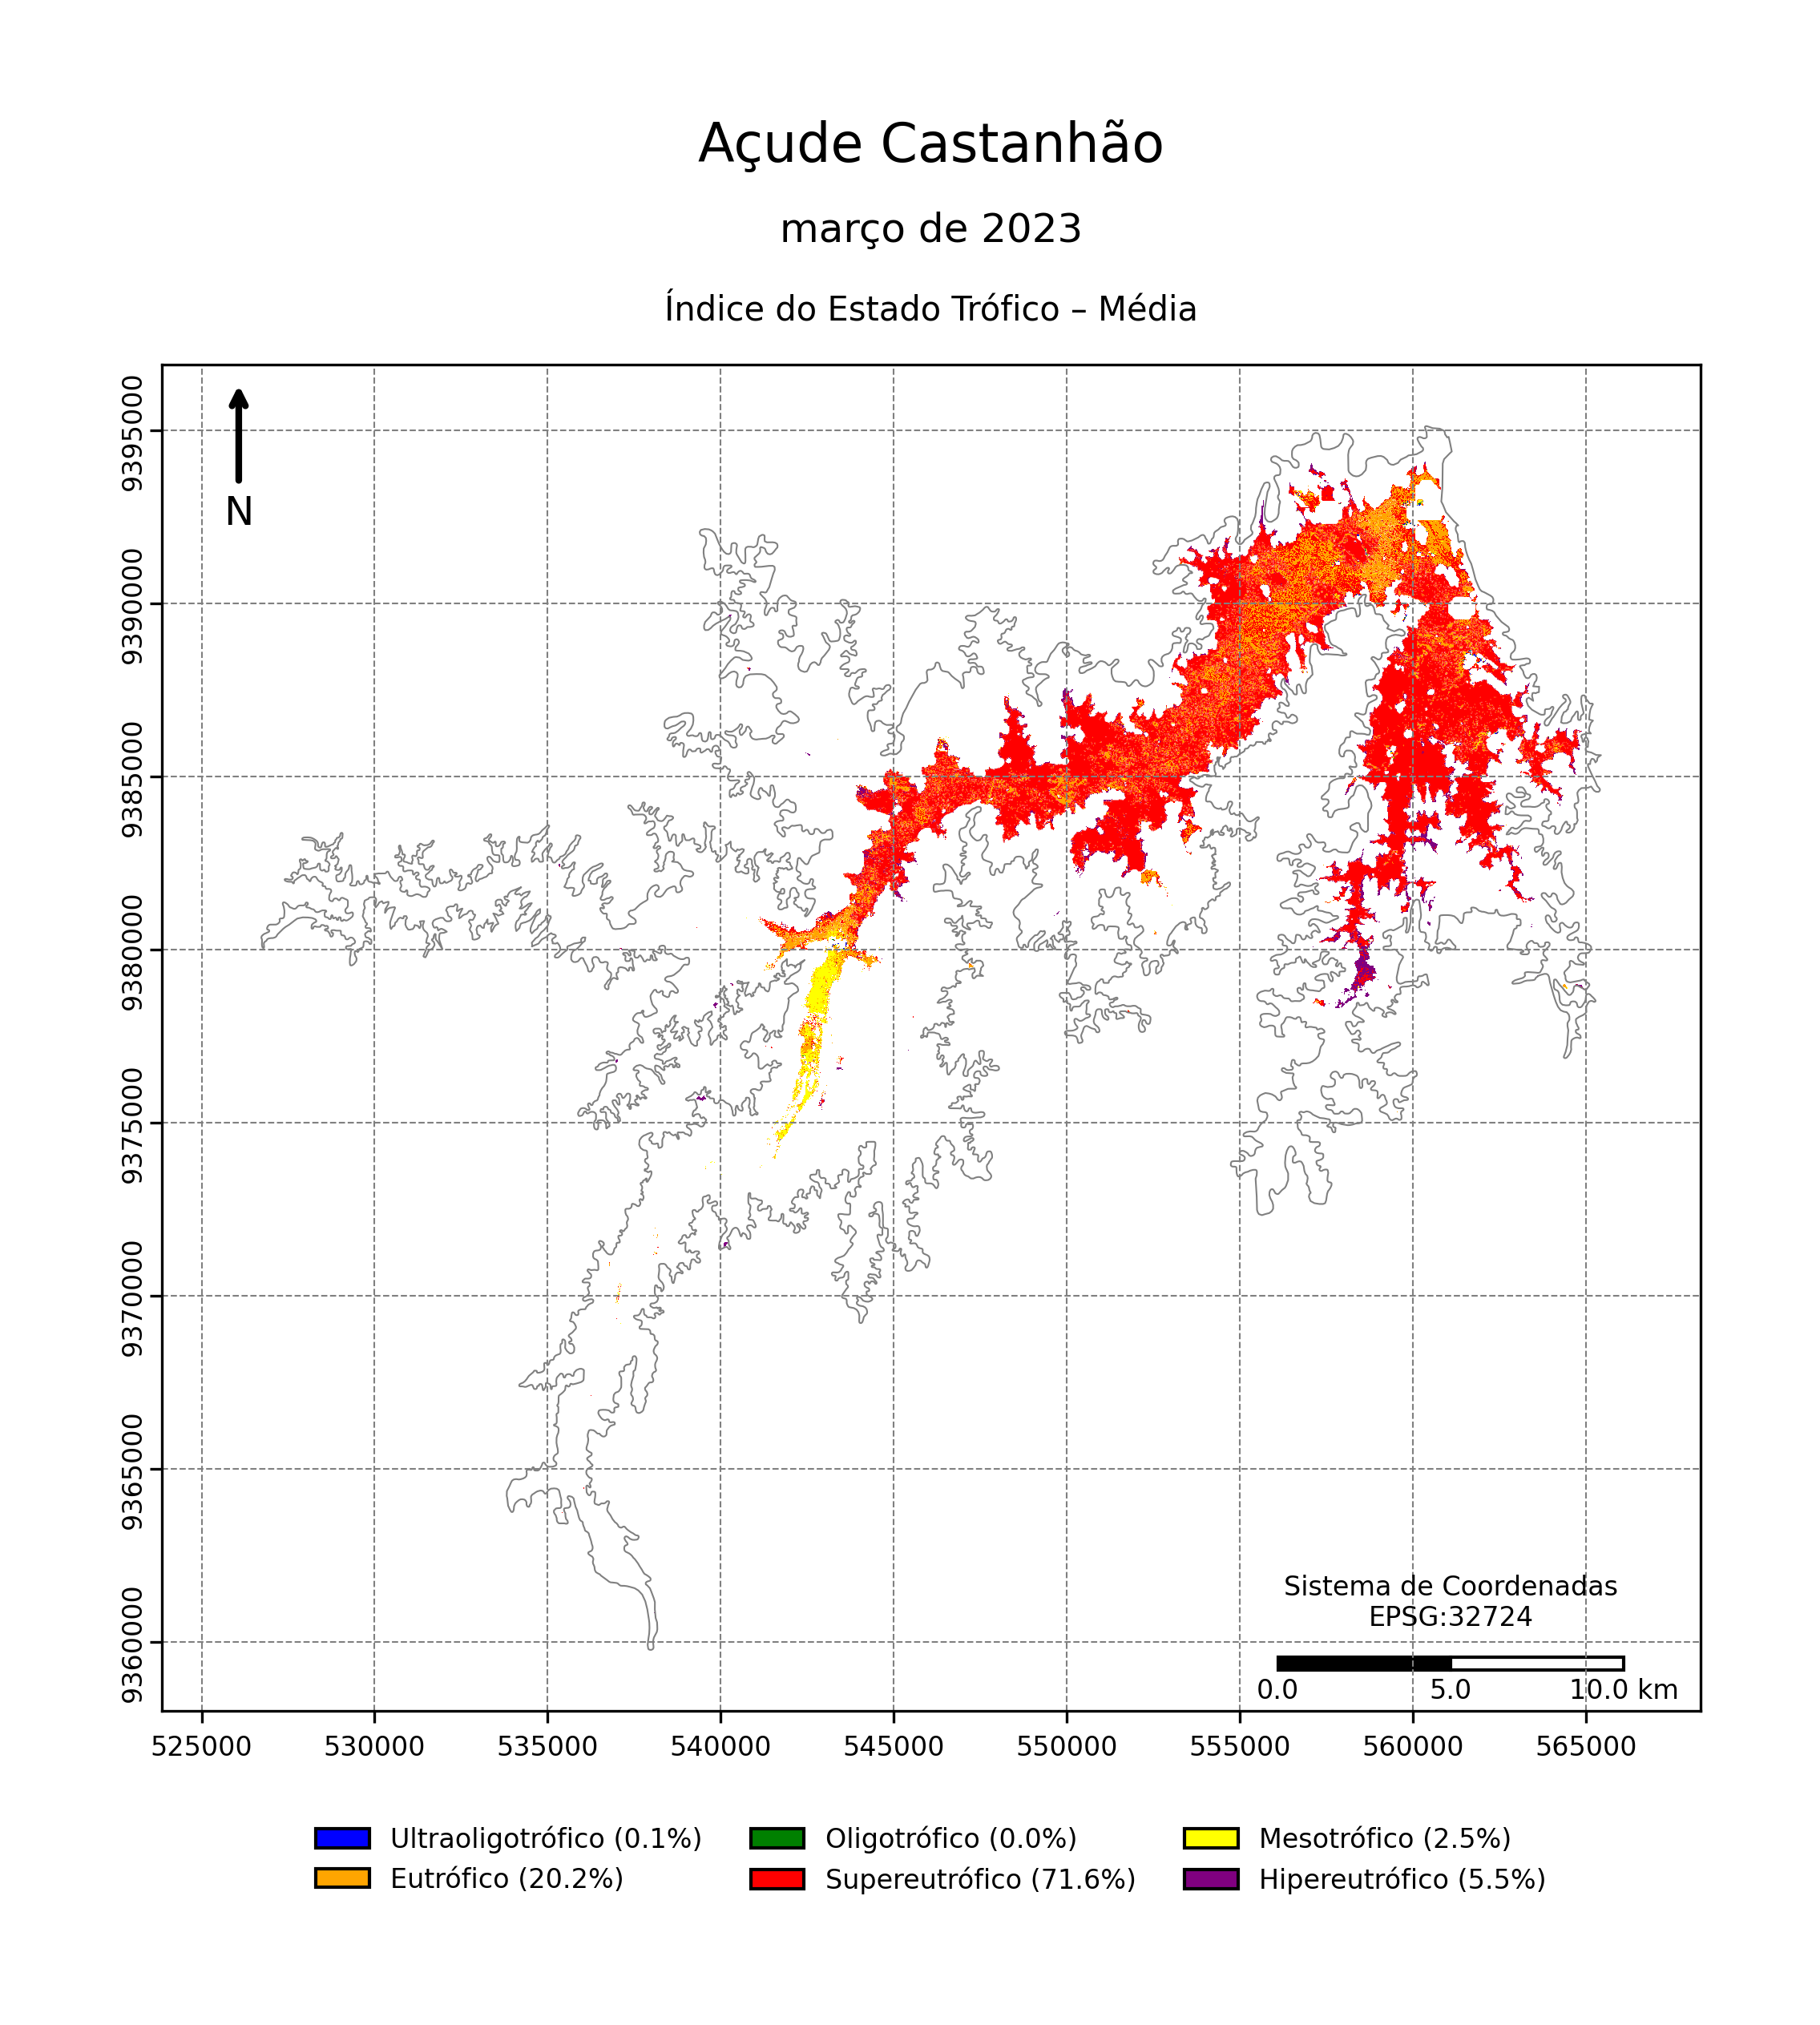 Açude Castanhão
março de 2023
Índice do Estado Trófico – Média
9395000
9390000
9385000
9380000
9375000
9370000
9365000
9360000
N
Sistema de Coordenadas
EPSG:32724
0.0 5.0 10.0 km
525000 530000 535000 540000 545000 550000 555000 560000 565000
Ultraoligotrófico (0.1%) Oligotrófico (0.0%) Mesotrófico (2.5%)
Eutrófico (20.2%) Supereutrófico (71.6%) Hipereutrófico (5.5%)